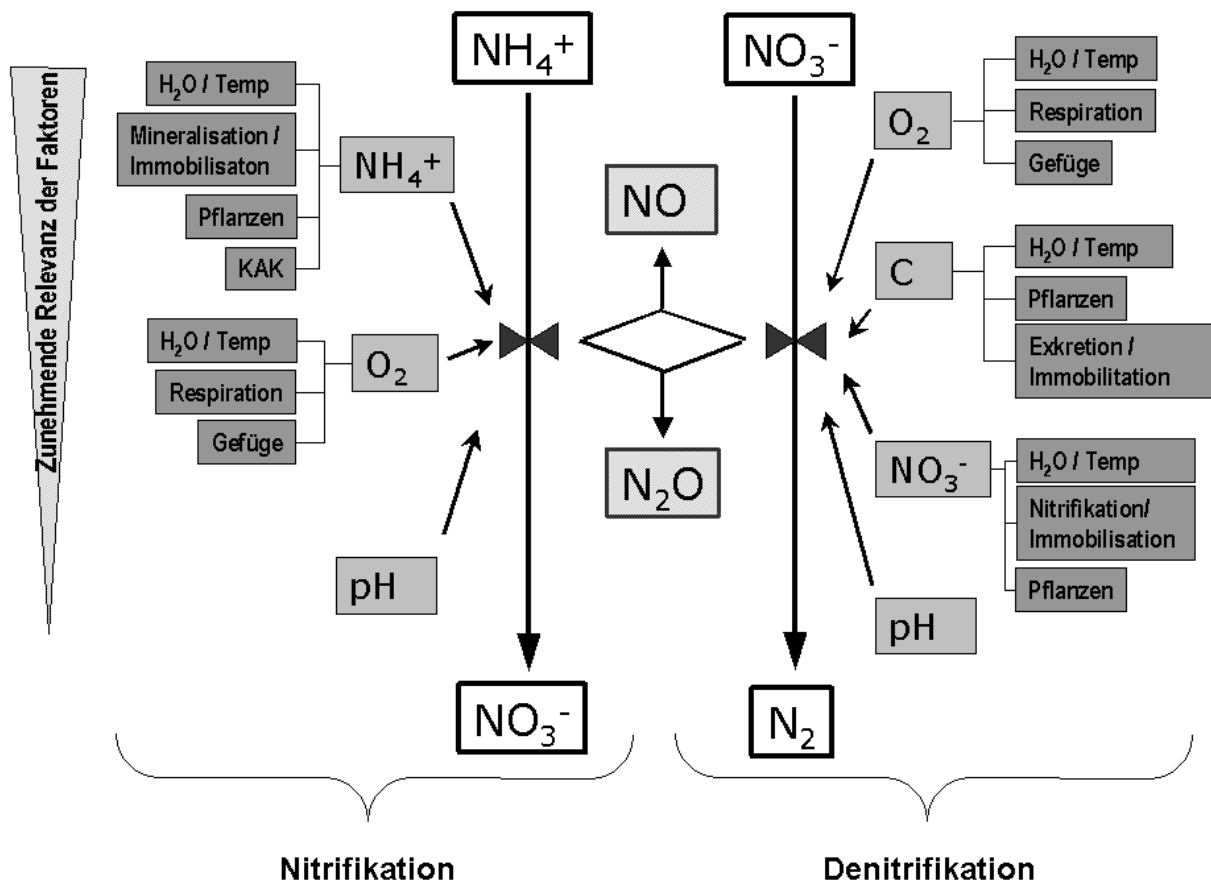 Zunehmende Relevanz der Faktoren
NH₄⁺
H₂O / Temp
Mineralisation /
Immobilisaton
Pflanzen
KAK
NH₄⁺
H₂O / Temp
Respiration
Gefüge
O₂
pH
NO₃⁻
Nitrifikation
NO
N₂O
NO₃⁻
O₂
H₂O / Temp
Respiration
Gefüge
C
H₂O / Temp
Pflanzen
Exkretion /
Immobilitation
NO₃⁻
H₂O / Temp
Nitrifikation/
Immobilisation
Pflanzen
pH
N₂
Denitrifikation